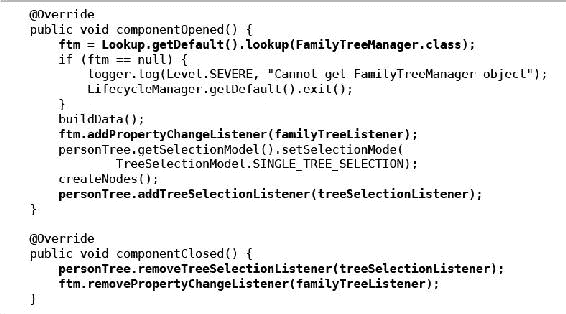 @Override
public void componentOpened() {
    ftm = Lookup.getDefault().lookup(FamilyTreeManager.class);
    if (ftm == null) {
        logger.log(Level.SEVERE, "Cannot get FamilyTreeManager object");
        LifecycleManager.getDefault().exit();
    }
    buildData();
    ftm.addPropertyChangeListener(familyTreeListener);
    personTree.getSelectionModel().setSelectionMode(
            TreeSelectionModel.SINGLE_TREE_SELECTION);
    createNodes();
    personTree.addTreeSelectionListener(treeSelectionListener);
}

@Override
public void componentClosed() {
    personTree.removeTreeSelectionListener(treeSelectionListener);
    ftm.removePropertyChangeListener(familyTreeListener);
}